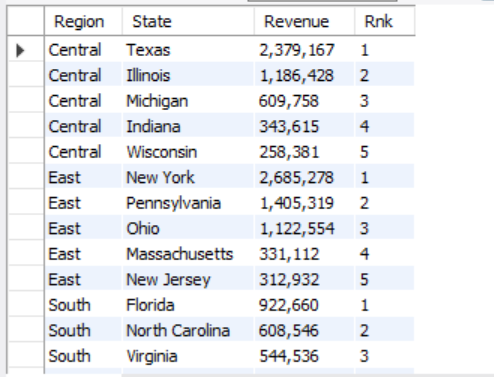 Region State Revenue Rnk
Central Texas 2,379,167 1
Central Illinois 1,186,428 2
Central Michigan 609,758 3
Central Indiana 343,615 4
Central Wisconsin 258,381 5
East New York 2,685,278 1
East Pennsylvania 1,405,319 2
East Ohio 1,122,554 3
East Massachusetts 331,112 4
East New Jersey 312,932 5
South Florida 922,660 1
South North Carolina 608,546 2
South Virginia 544,536 3